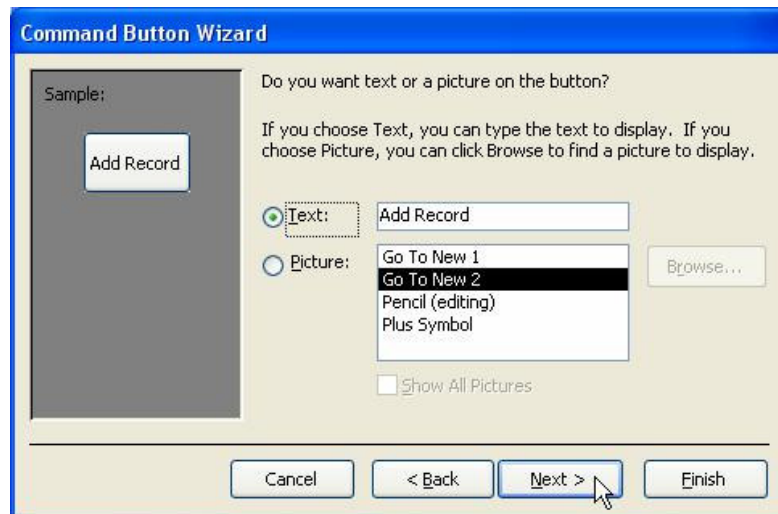 Command Button Wizard
Sample:
Add Record
Do you want text or a picture on the button?
If you choose Text, you can type the text to display. If you
choose Picture, you can click Browse to find a picture to display.
Text: Add Record
Picture: Go To New 1
Go To New 2
Pencil (editing)
Plus Symbol
Browse...
Show All Pictures
Cancel < Back Next > Finish